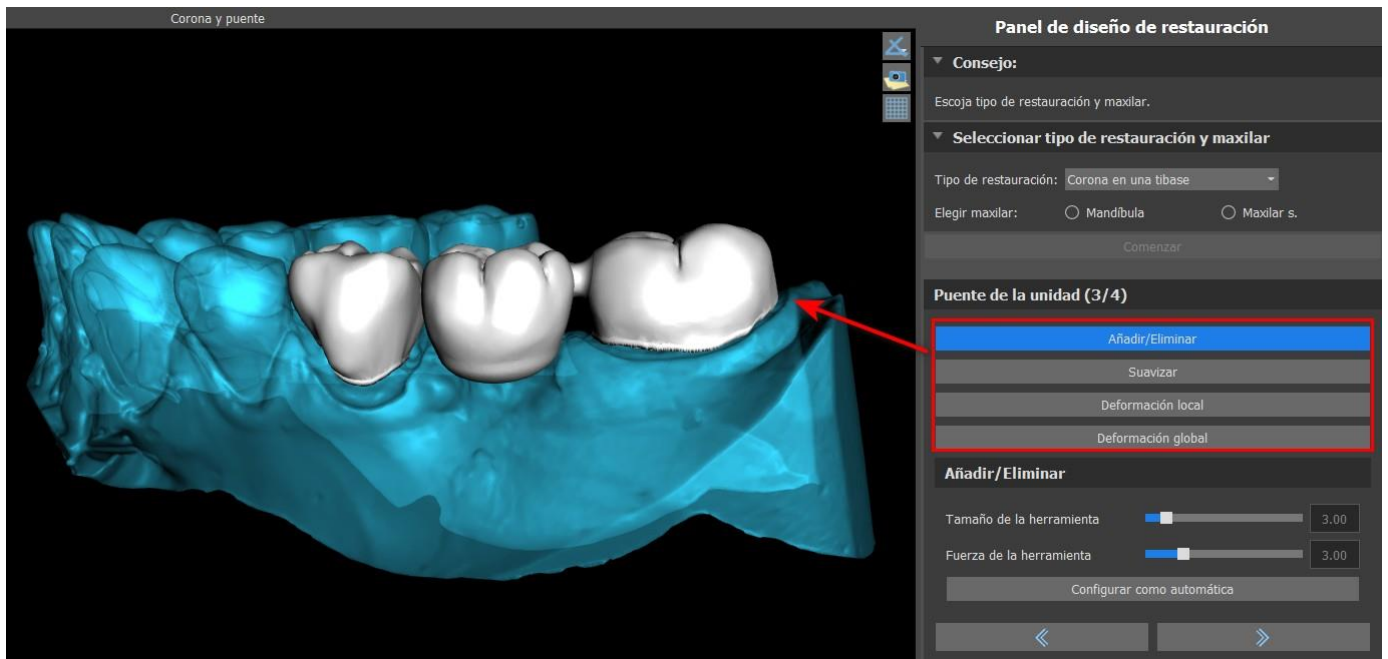 Corona y puente
Panel de diseño de restauración
Consejo:
Escoja tipo de restauración y maxilar.
Seleccionar tipo de restauración y maxilar
Tipo de restauración: Corona en una tibase
Elegir maxilar: Mandíbula Maxilar s.
Comenzar
Puente de la unidad (3/4)
Añadir/Eliminar
Suavizar
Deformación local
Deformación global
Añadir/Eliminar
Tamaño de la herramienta 3.00
Fuerza de la herramienta 3.00
Configurar como automática